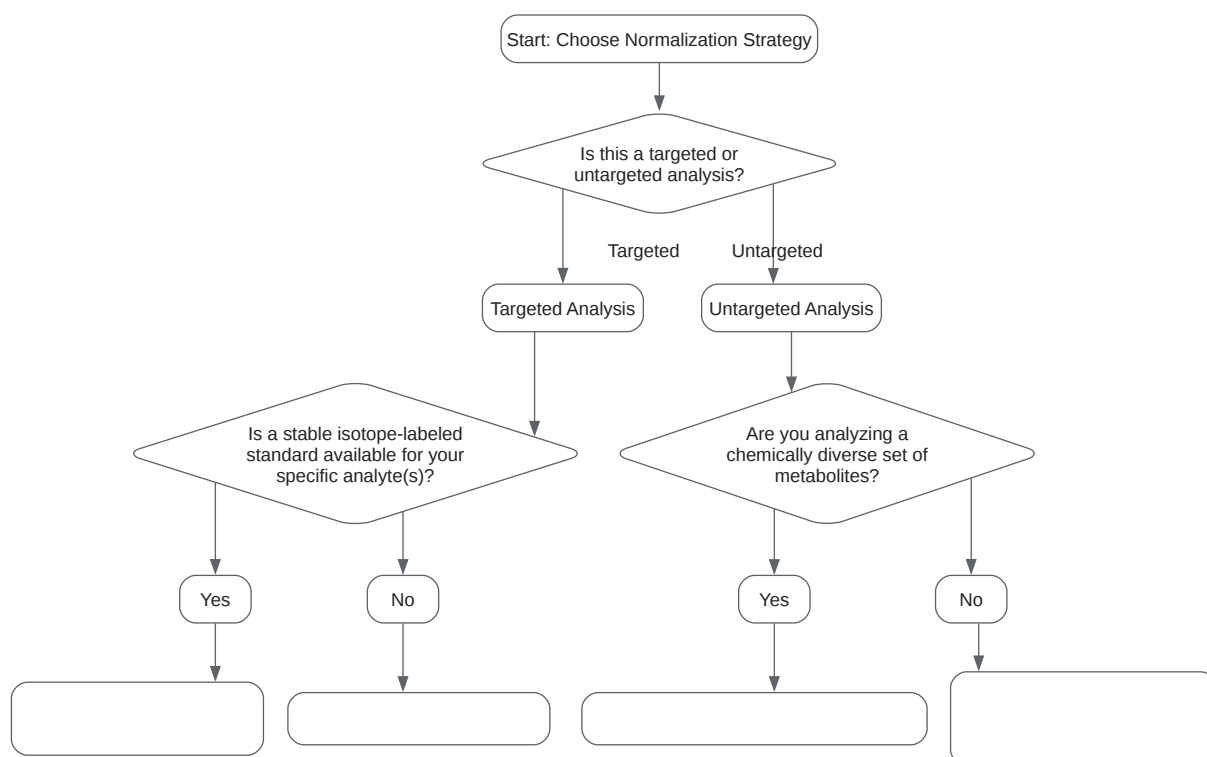 Start: Choose Normalization Strategy
Is this a targeted or
untargeted analysis?
Targeted
Untargeted
Targeted Analysis
Untargeted Analysis
Is a stable isotope-labeled
standard available for your
specific analyte(s)?
Are you analyzing a
chemically diverse set of
metabolites?
Yes
No
Yes
No